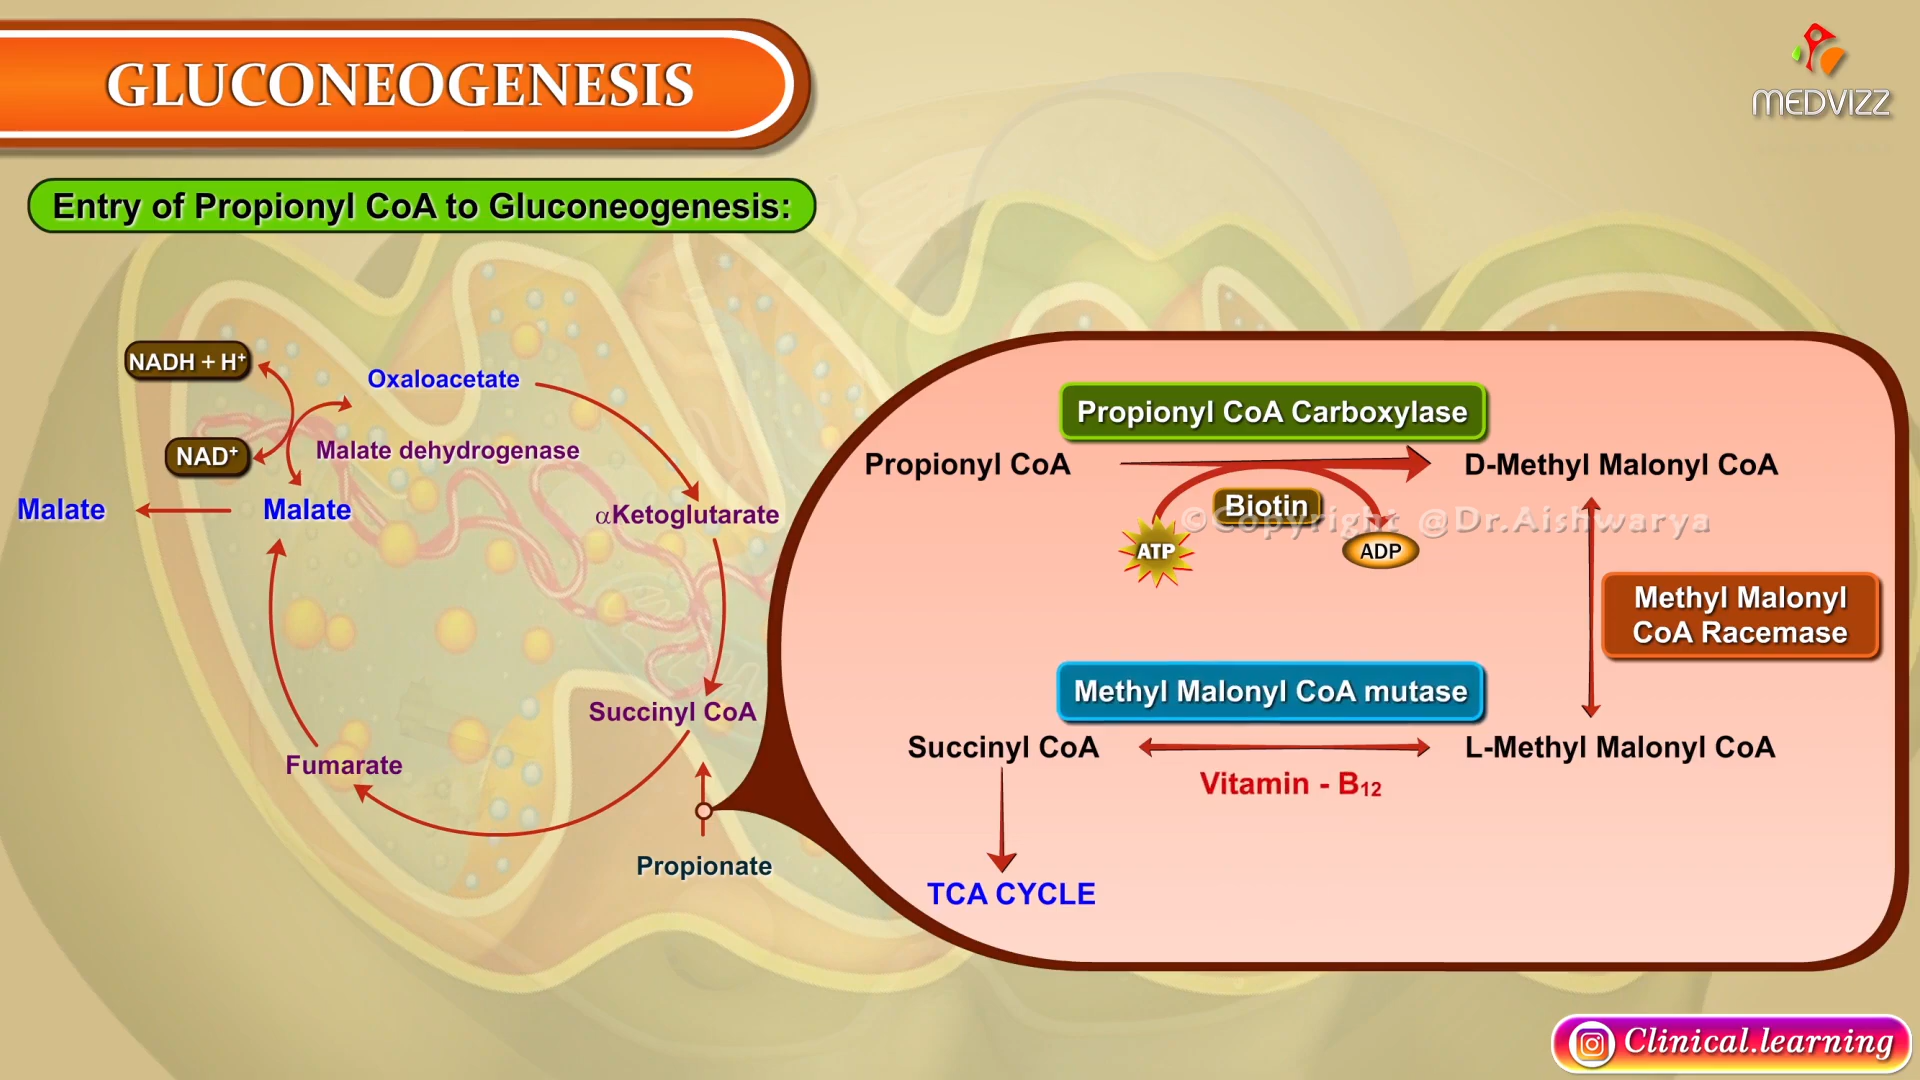 GLUCONEOGENESIS
MEDVIZZ
Entry of Propionyl CoA to Gluconeogenesis:
NADH + H⁺
Oxaloacetate
NAD⁺
Malate dehydrogenase
Malate
Malate
αKetoglutarate
Succinyl CoA
Fumarate
Propionate
Propionyl CoA Carboxylase
Propionyl CoA
D-Methyl Malonyl CoA
Biotin
©Copyright @Dr.Aishwarya
ATP
ADP
Methyl Malonyl
CoA Racemase
Methyl Malonyl CoA mutase
Succinyl CoA
L-Methyl Malonyl CoA
Vitamin - B₁₂
TCA CYCLE
Clinical.learning